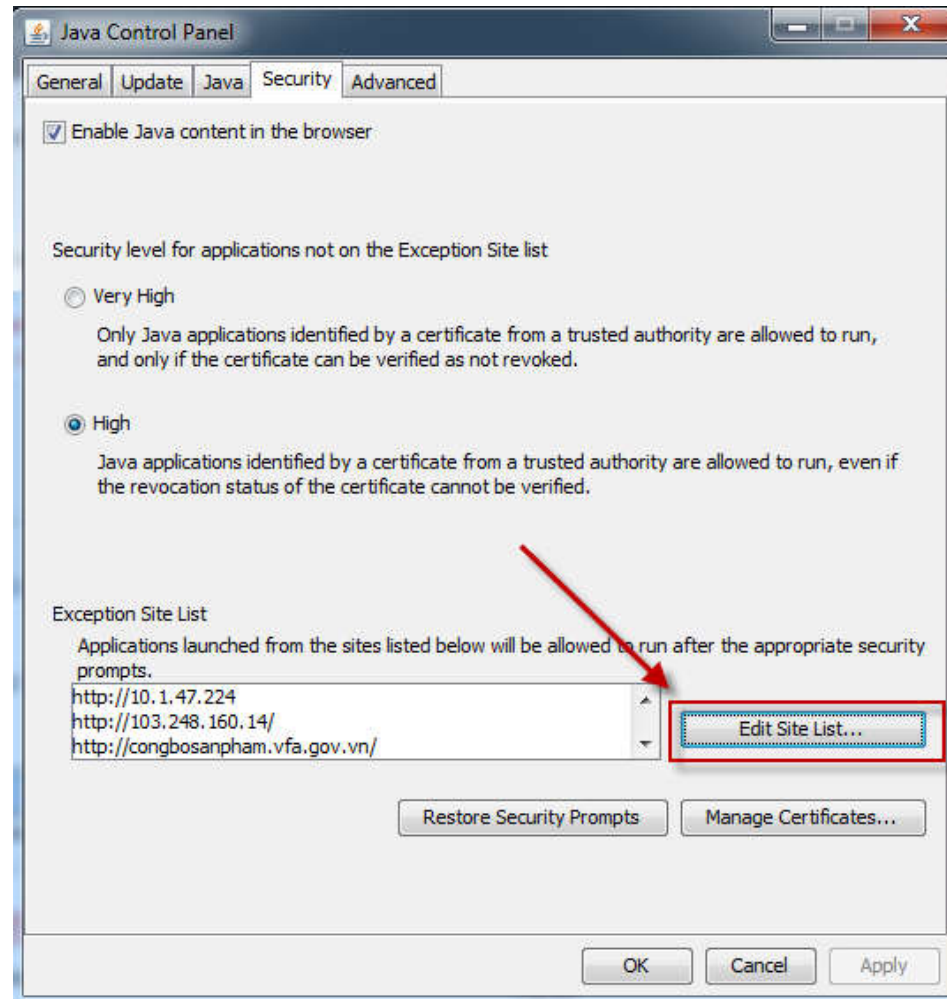 Java Control Panel
General Update Java Security Advanced
Enable Java content in the browser
Security level for applications not on the Exception Site list
Very High
Only Java applications identified by a certificate from a trusted authority are allowed to run,
and only if the certificate can be verified as not revoked.
High
Java applications identified by a certificate from a trusted authority are allowed to run, even if
the revocation status of the certificate cannot be verified.
Exception Site List
Applications launched from the sites listed below will be allowed to run after the appropriate security
prompts.
http://10.1.47.224
http://103.248.160.14/
http://congbosanpham.vfa.gov.vn/
Edit Site List...
Restore Security Prompts Manage Certificates...
OK Cancel Apply